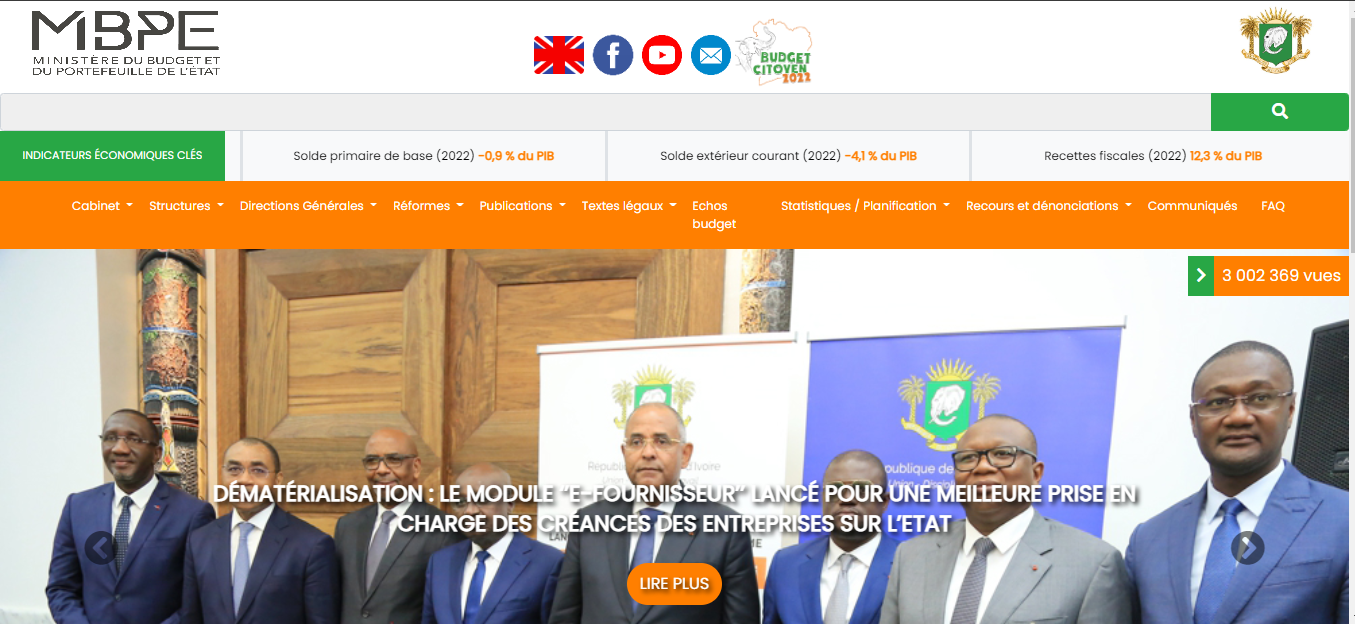 MBPE
MINISTÈRE DU BUDGET ET
DU PORTEFEUILLE DE L'ÉTAT
BUDGET
CITOYEN
2022
INDICATEURS ÉCONOMIQUES CLÉS
Solde primaire de base (2022) -0,9 % du PIB
Solde extérieur courant (2022) -4,1 % du PIB
Recettes fiscales (2022) 12,3 % du PIB
Cabinet
Structures
Directions Générales
Réformes
Publications
Textes légaux
Echos
budget
Statistiques / Planification
Recours et dénonciations
Communiqués
FAQ
3 002 369 vues
DÉMATÉRIALISATION : LE MODULE “E-FOURNISSEUR” LANCÉ POUR UNE MEILLEURE PRISE EN
CHARGE DES CRÉANCES DES ENTREPRISES SUR L’ETAT
LIRE PLUS